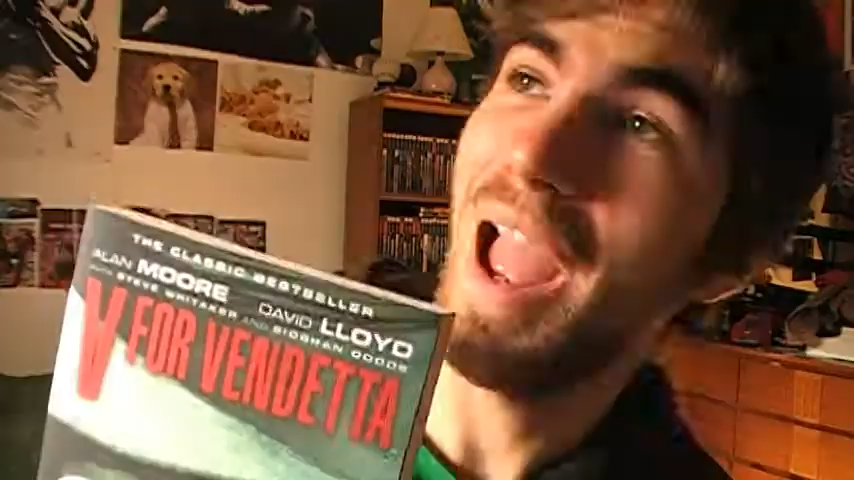 THE CLASSIC BESTSELLER
ALAN MOORE DAVID LLOYD
WITH STEVE WHITAKER AND SIOBHAN DODDS
V FOR VENDETTA